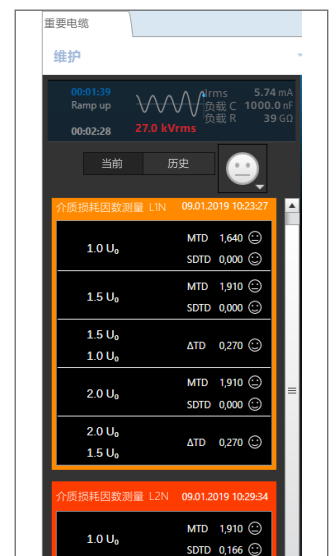 重要电缆
维护
00:01:39
Ramp up
00:02:28
27.0 kVrms
Irms 5.74 mA
负载 C 1000.0 nF
负载 R 39 GΩ
当前 历史
介质损耗因数测量 L1N 09.01.2019 10:23:27
1.0 U₀
MTD 1,640
SDTD 0,000
1.5 U₀
MTD 1,910
SDTD 0,000
1.5 U₀
1.0 U₀
ΔTD 0,270
2.0 U₀
MTD 1,910
SDTD 0,000
2.0 U₀
1.5 U₀
ΔTD 0,270
介质损耗因数测量 L2N 09.01.2019 10:29:34
1.0 U₀
MTD 1,910
SDTD 0,166